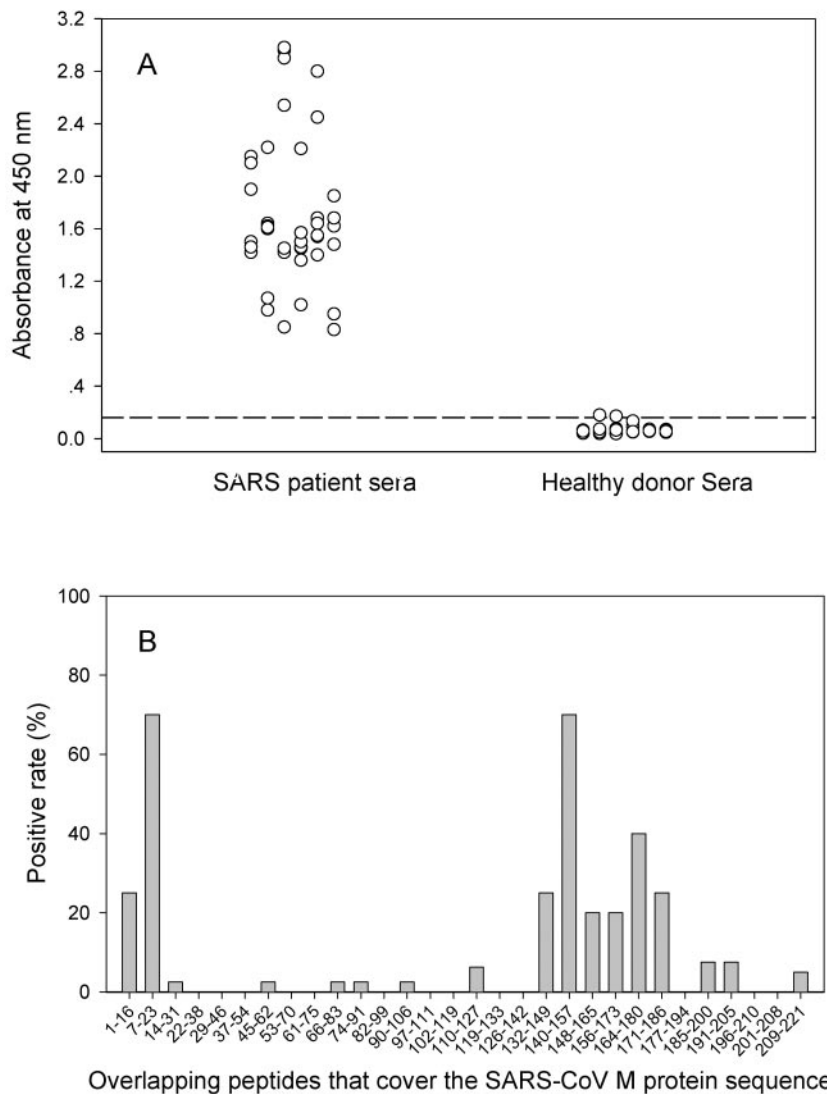 3.2
A
2.8
2.4
2.0
1.6
1.2
.8
.4
0.0
Absorbance at 450 nm
SARS patient sera Healthy donor Sera
100
B
80
60
40
20
0
Positive rate (%)
1-16 7-23 14-31 22-38 29-46 37-54 45-62 53-70 61-75 66-83 74-91 82-99 90-106 97-111 102-119 110-127 119-133 126-142 132-149 140-157 148-165 156-173 164-180 171-186 177-194 185-200 191-205 196-210 201-208 209-221
Overlapping peptides that cover the SARS-CoV M protein sequence